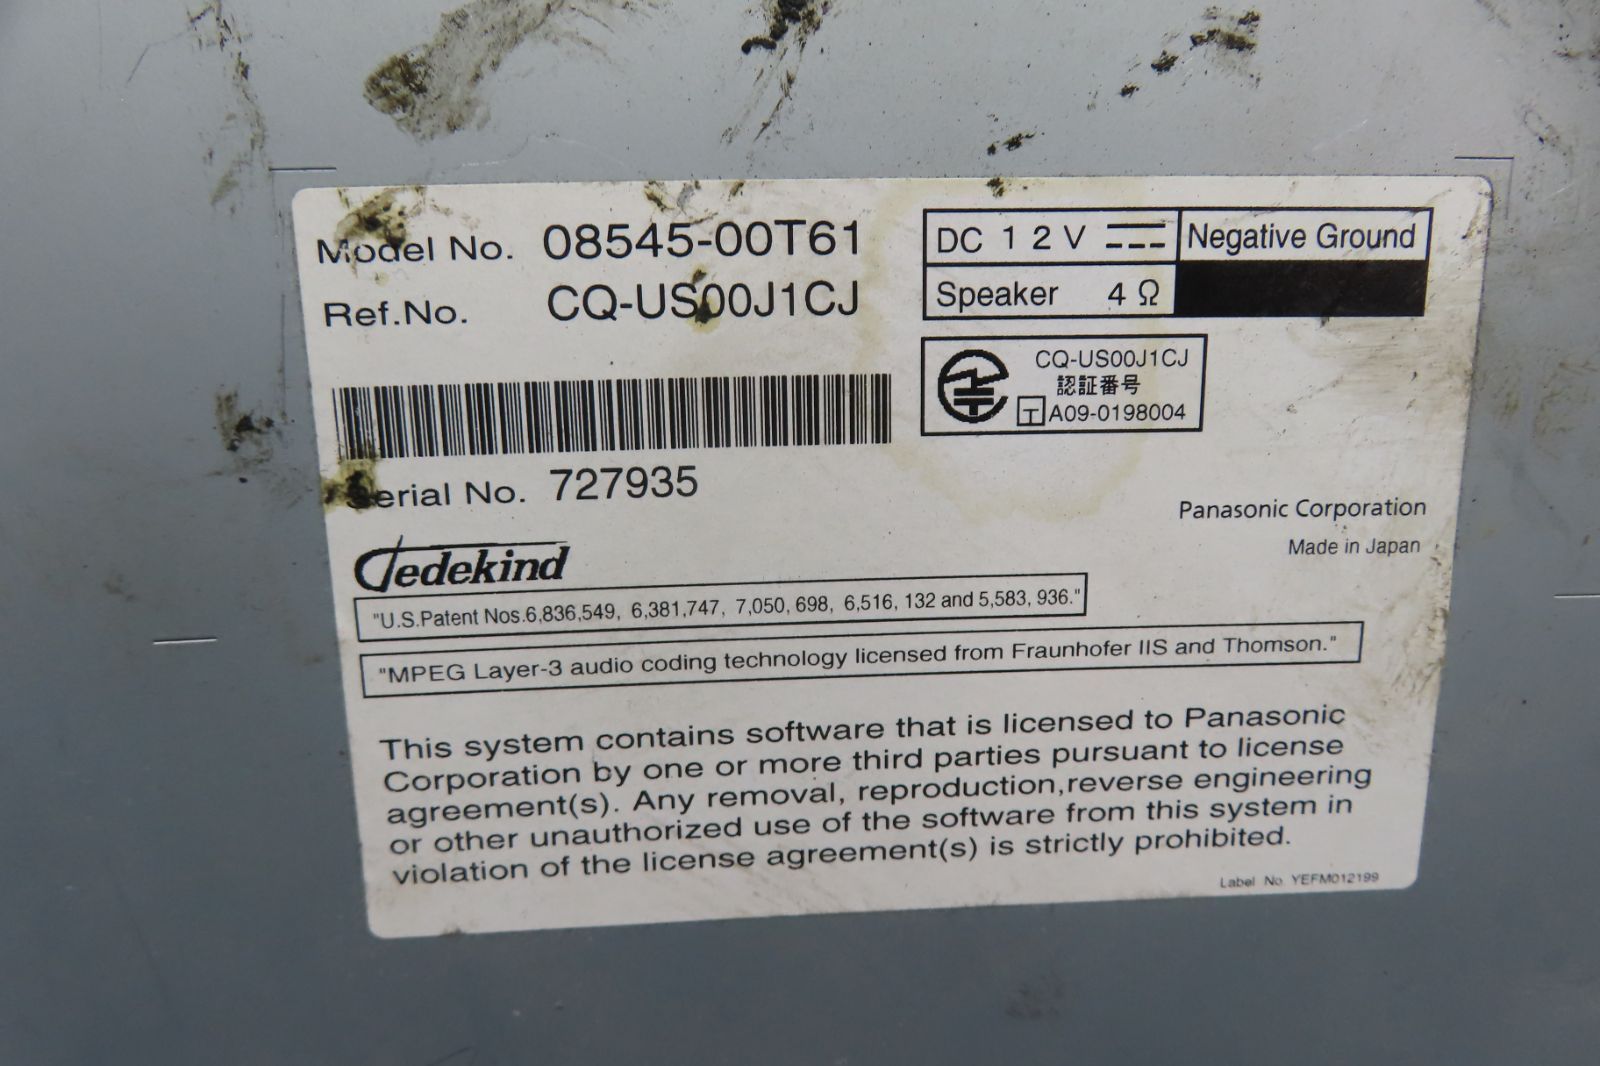 Model No. 08545-00T61
Ref.No. CQ-US00J1CJ
DC 12V
Negative Ground
Speaker 4Ω
CQ-US00J1CJ
認証番号
T A09-0198004
Serial No. 727935
Panasonic Corporation
Made in Japan
Gedekind
"U.S.Patent Nos.6,836,549, 6,381,747, 7,050,698, 6,516,132 and 5,583,936."
"MPEG Layer-3 audio coding technology licensed from Fraunhofer IIS and Thomson."
This system contains software that is licensed to Panasonic
Corporation by one or more third parties pursuant to license
agreement(s). Any removal, reproduction,reverse engineering
or other unauthorized use of the software from this system in
violation of the license agreement(s) is strictly prohibited.
Label No YEFM012199